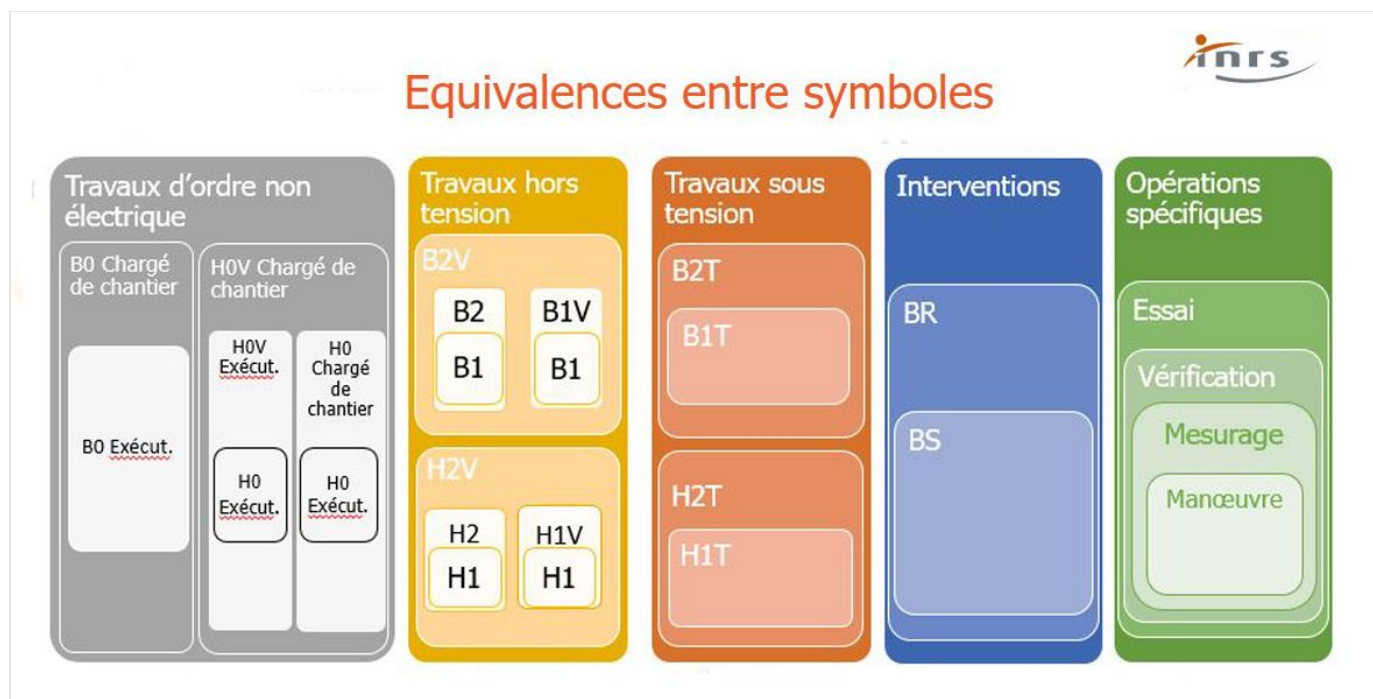 inrs
Equivalences entre symboles
Travaux d'ordre non
électrique
B0 Chargé
de chantier
B0 Exécut.
H0V Chargé de
chantier
H0V
Exécut.
H0
Exécut.
H0
Chargé
de
chantier
H0
Exécut.
Travaux hors
tension
B2V
B2
B1
B1V
B1
H2V
H2
H1
H1V
H1
Travaux sous
tension
B2T
B1T
H2T
H1T
Interventions
BR
BS
Opérations
spécifiques
Essai
Vérification
Mesurage
Manœuvre